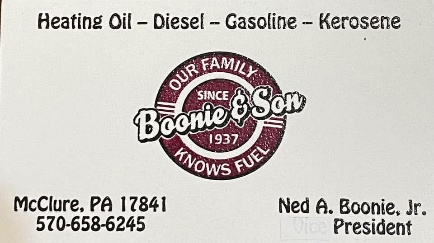 Heating Oil – Diesel – Gasoline – Kerosene
OUR FAMILY
SINCE
Boonie & Son
1937
KNOWS FUEL
McClure, PA 17841
570-658-6245
Ned A. Boonie, Jr.
Vice President